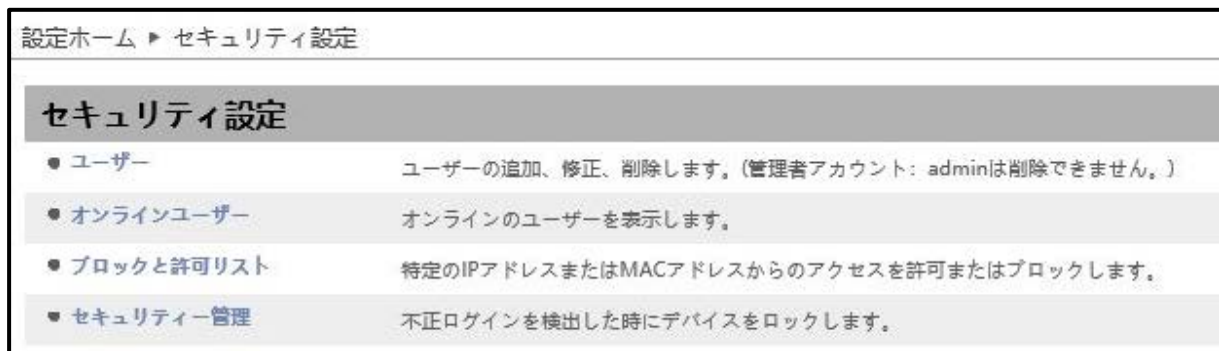 設定ホーム ▶ セキュリティ設定
セキュリティ設定
● ユーザー ユーザーの追加、修正、削除します。(管理者アカウント: adminは削除できません。)
● オンラインユーザー オンラインのユーザーを表示します。
● ブロックと許可リスト 特定のIPアドレスまたはMACアドレスからのアクセスを許可またはブロックします。
● セキュリティー管理 不正ログインを検出した時にデバイスをロックします。